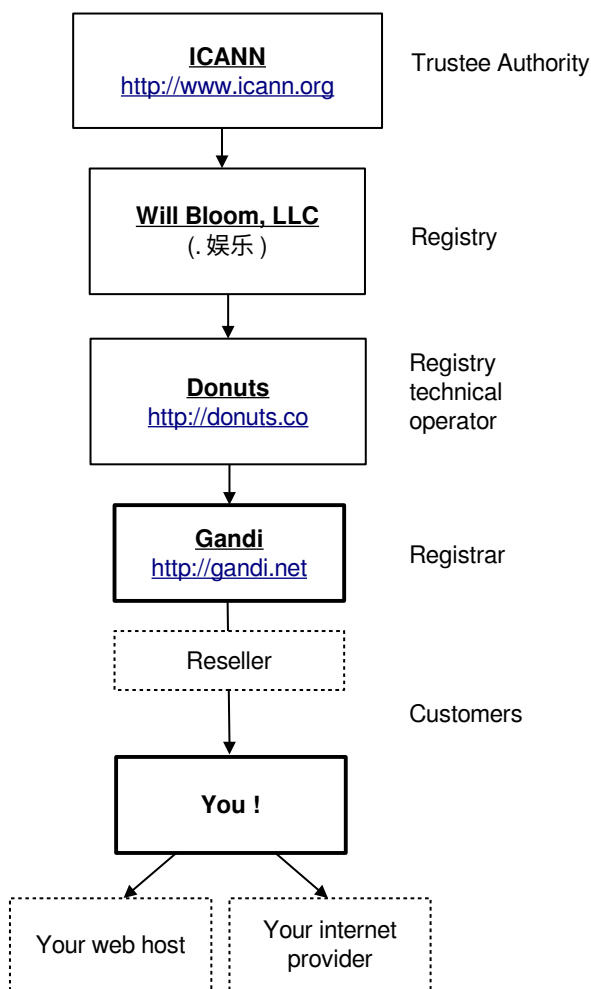 ICANN
http://www.icann.org
Trustee Authority
Will Bloom, LLC
(. 娱乐 )
Registry
Donuts
http://donuts.co
Registry
technical
operator
Gandi
http://gandi.net
Registrar
Reseller
Customers
You !
Your web host
Your internet
provider